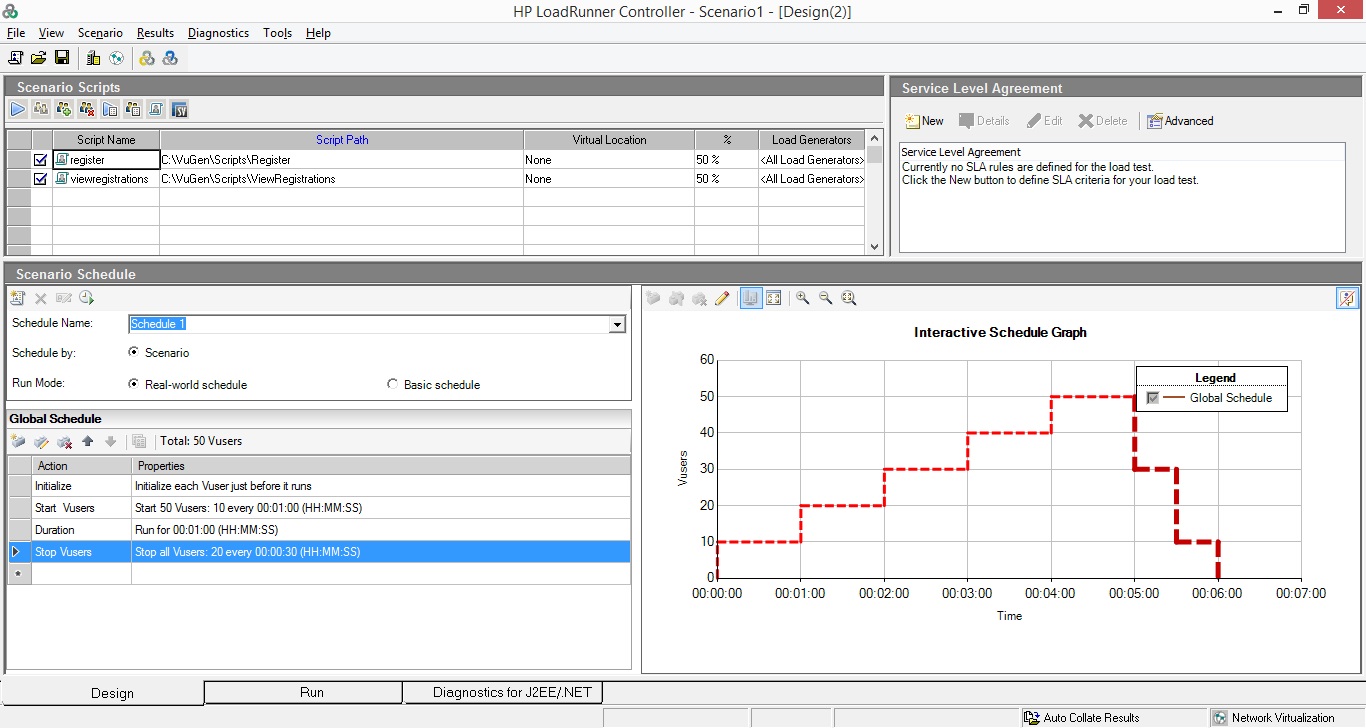 HP LoadRunner Controller - Scenario1 - [Design(2)]
File View Scenario Results Diagnostics Tools Help
Scenario Scripts
Script Name Script Path Virtual Location % Load Generators
register C:\VuGen\Scripts\Register None 50 % <All Load Generators>
viewregistrations C:\VuGen\Scripts\ViewRegistrations None 50 % <All Load Generators>
Service Level Agreement
New Details Edit Delete Advanced
Service Level Agreement
Currently no SLA rules are defined for the load test.
Click the New button to define SLA criteria for your load test.
Scenario Schedule
Schedule Name: Schedule 1
Schedule by: Scenario
Run Mode: Real-world schedule Basic schedule
Global Schedule
Total: 50 Vusers
Action Properties
Initialize Initialize each Vuser just before it runs
Start Vusers Start 50 Vusers: 10 every 00:01:00 (HH:MM:SS)
Duration Run for 00:01:00 (HH:MM:SS)
Stop Vusers Stop all Vusers: 20 every 00:00:30 (HH:MM:SS)
*
Interactive Schedule Graph
Legend
Global Schedule
60
50
40
30
20
10
0
Vusers
00:00:00 00:01:00 00:02:00 00:03:00 00:04:00 00:05:00 00:06:00 00:07:00
Time
Design Run Diagnostics for J2EE/.NET
Auto Collate Results Network Virtualization